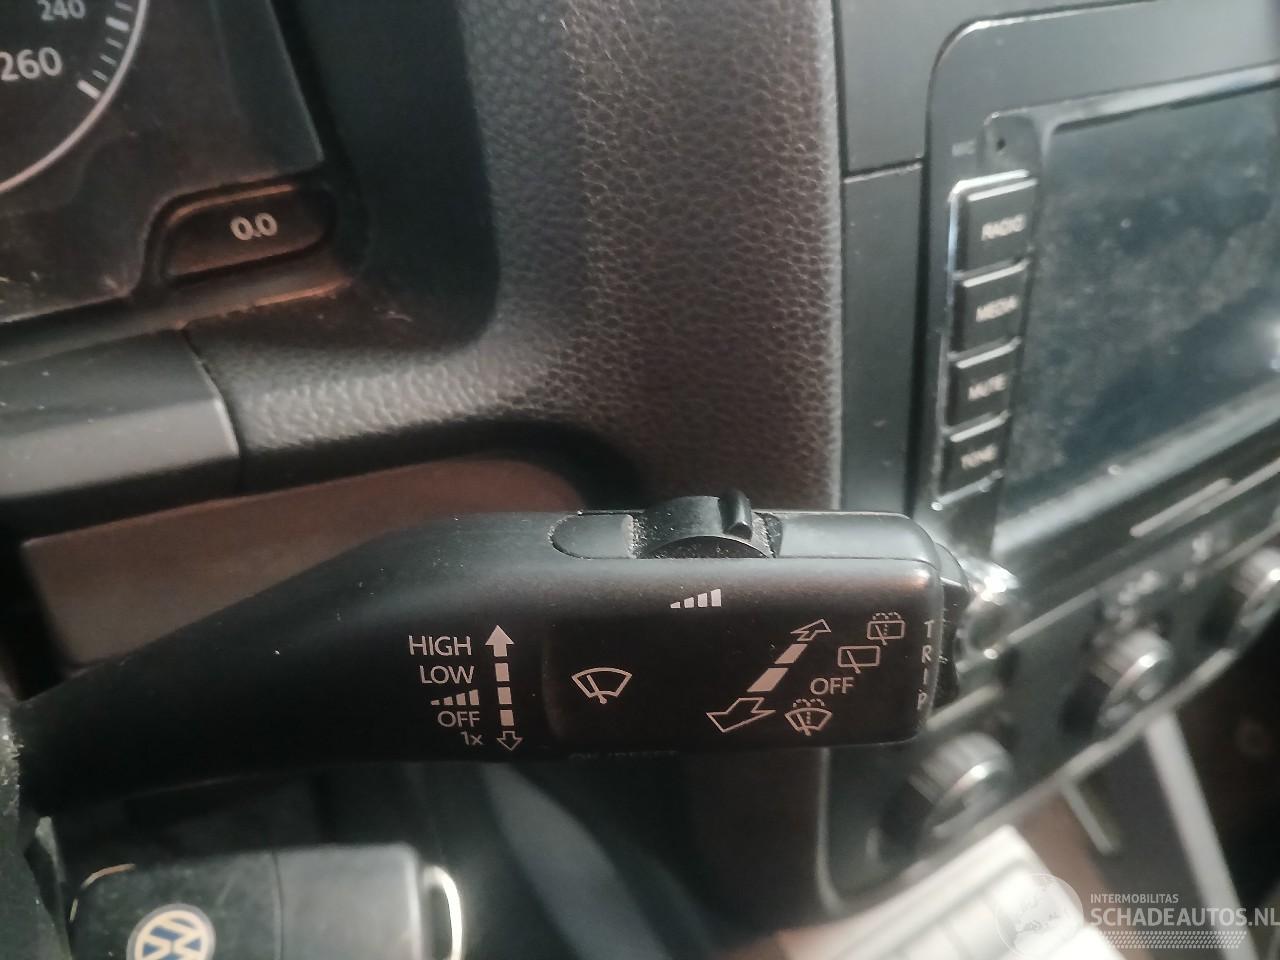 240
260
0.0
RADIO
MEDIA
MUTE
TONE
HIGH
LOW
OFF
1x
OFF
TRIP
INTERMOBILITAS
SCHADEAUTOS.NL